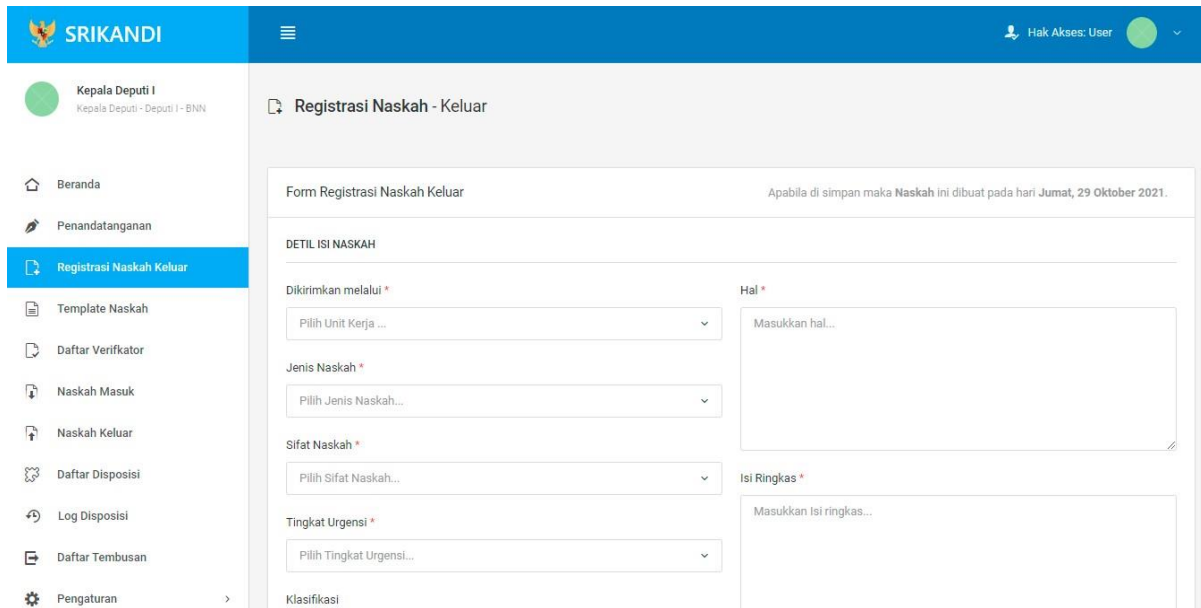 SRIKANDI
Hak Akses: User
Kepala Deputi I
Kepala Deputi - Deputi I - BNN
Beranda
Penandatanganan
Registrasi Naskah Keluar
Template Naskah
Daftar Verifkator
Naskah Masuk
Naskah Keluar
Daftar Disposisi
Log Disposisi
Daftar Tembusan
Pengaturan
Registrasi Naskah - Keluar
Form Registrasi Naskah Keluar
Apabila di simpan maka Naskah ini dibuat pada hari Jumat, 29 Oktober 2021.
DETIL ISI NASKAH
Dikirimkan melalui *
Pilih Unit Kerja ...
Jenis Naskah *
Pilih Jenis Naskah...
Sifat Naskah *
Pilih Sifat Naskah...
Tingkat Urgensi *
Pilih Tingkat Urgensi...
Klasifikasi
Hal *
Masukkan hal...
Isi Ringkas *
Masukkan Isi ringkas...